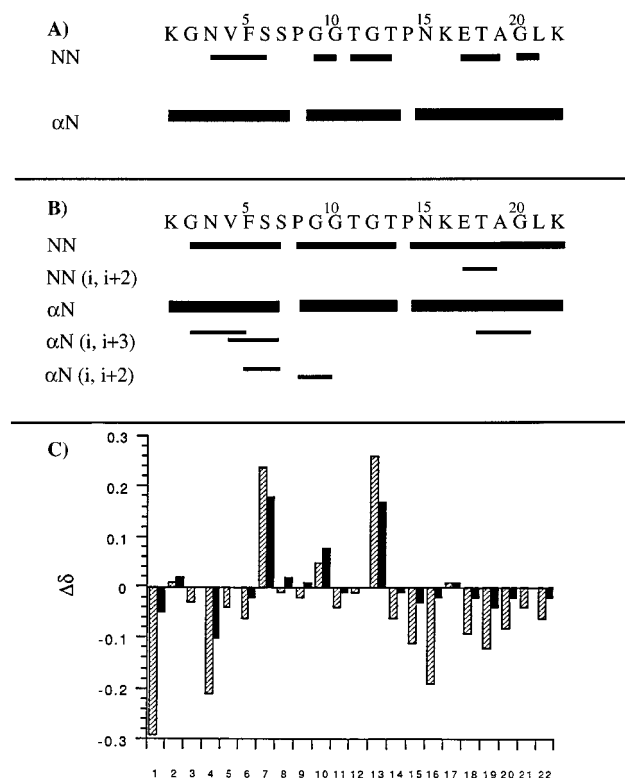 A)
5 10 15 20
K G N V F S S P G G T G T P N K E T A G L K
NN
αN
B)
5 10 15 20
K G N V F S S P G G T G T P N K E T A G L K
NN
NN (i, i+2)
αN
αN (i, i+3)
αN (i, i+2)
C)
0.3
0.2
0.1
0
-0.1
-0.2
-0.3
Δδ
1 2 3 4 5 6 7 8 9 10 11 12 13 14 15 16 17 18 19 20 21 22